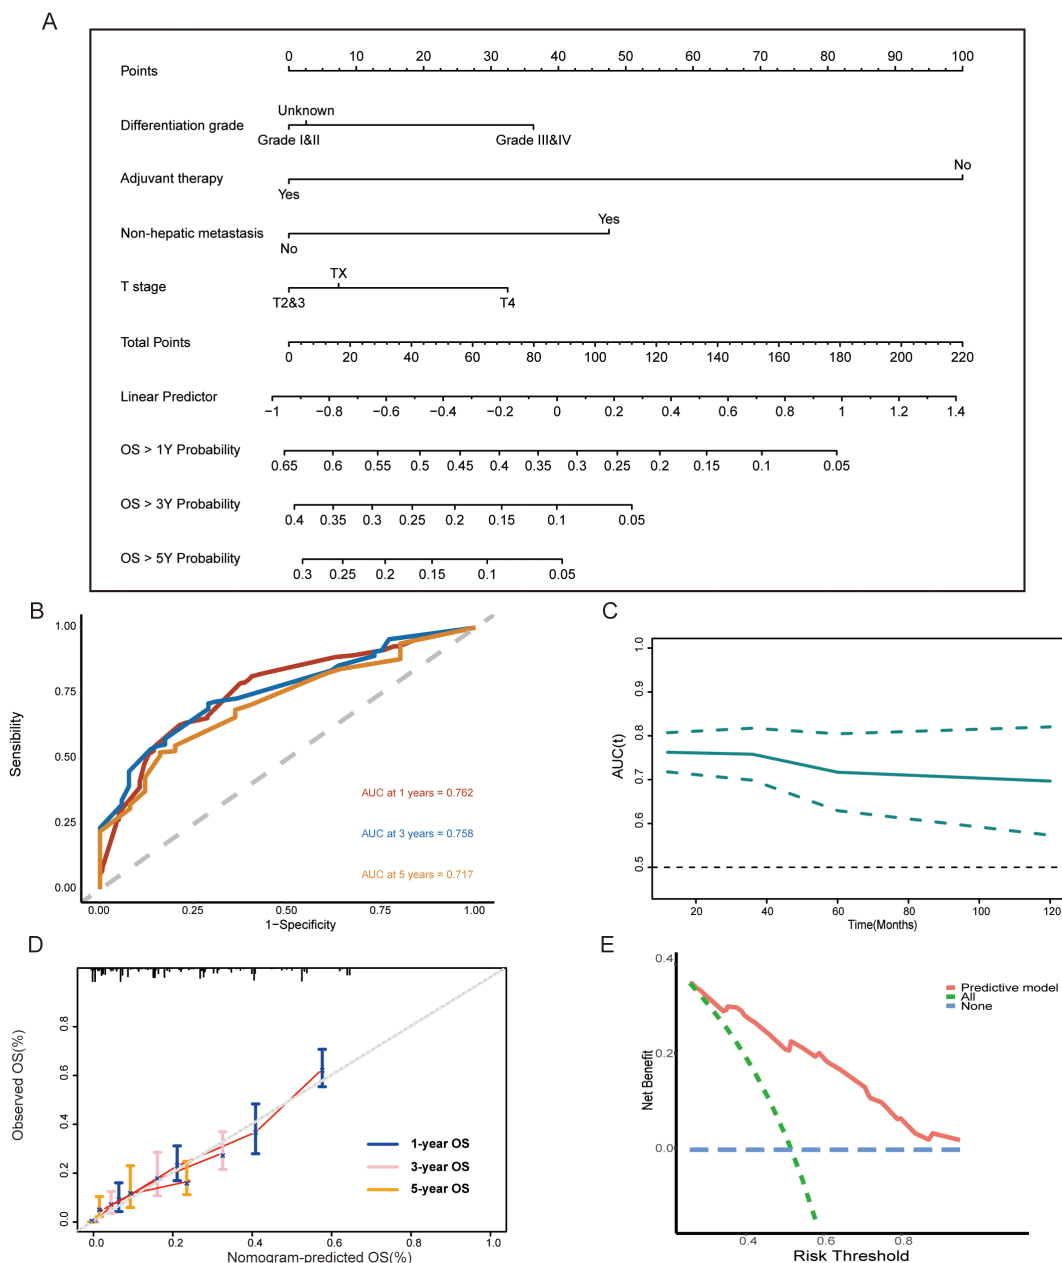 A
Points
0 10 20 30 40 50 60 70 80 90 100
Unknown
Differentiation grade
Grade I&II Grade III&IV
No
Adjuvant therapy
Yes
Yes
Non-hepatic metastasis
No
TX
T stage
T2&3 T4
Total Points
0 20 40 60 80 100 120 140 160 180 200 220
Linear Predictor
−1 −0.8 −0.6 −0.4 −0.2 0 0.2 0.4 0.6 0.8 1 1.2 1.4
OS > 1Y Probability
0.65 0.6 0.55 0.5 0.45 0.4 0.35 0.3 0.25 0.2 0.15 0.1 0.05
OS > 3Y Probability
0.4 0.35 0.3 0.25 0.2 0.15 0.1 0.05
OS > 5Y Probability
0.3 0.25 0.2 0.15 0.1 0.05
B
1.00
0.75
0.50
0.25
0.00
Sensibility
AUC at 1 years = 0.762
AUC at 3 years = 0.758
AUC at 5 years = 0.717
0.00 0.25 0.50 0.75 1.00
1−Specificity
C
1.0
0.9
0.8
0.7
0.6
0.5
AUC(t)
20 40 60 80 100 120
Time(Months)
D
0.8
0.6
0.4
0.2
0.0
Observed OS(%)
1-year OS
3-year OS
5-year OS
0.0 0.2 0.4 0.6 0.8 1.0
Nomogram-predicted OS(%)
E
0.4
0.2
0.0
Net Benefit
Predictive model
All
None
0.4 0.6 0.8
Risk Threshold